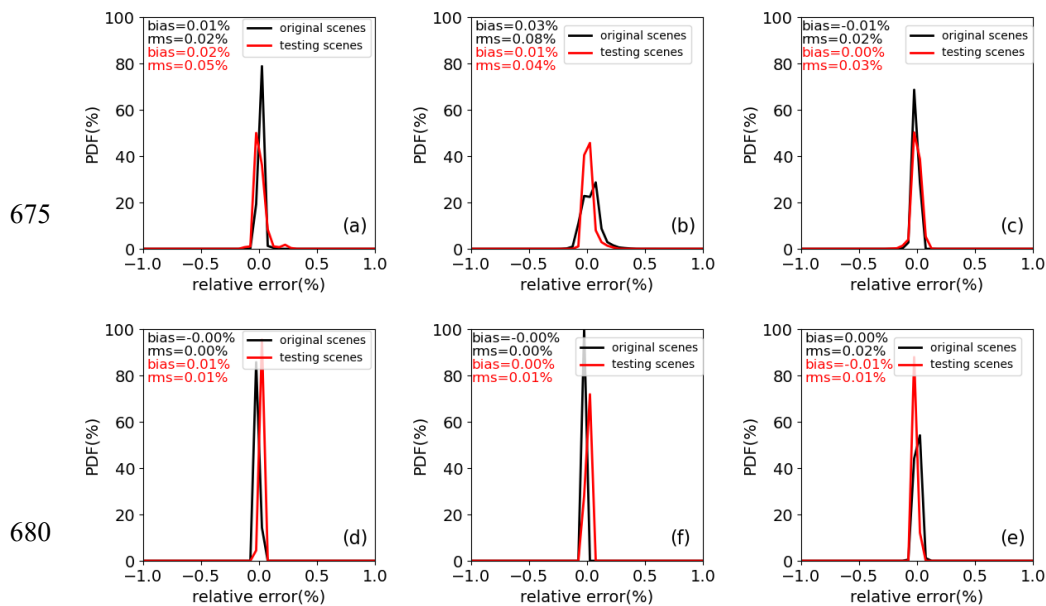 bias=0.01%
rms=0.02%
bias=0.02%
rms=0.05%
original scenes
testing scenes
100
80
60
40
20
0
PDF(%)
(a)
−1.0 −0.5 0.0 0.5 1.0
relative error(%)
bias=0.03%
rms=0.08%
bias=0.01%
rms=0.04%
original scenes
testing scenes
100
80
60
40
20
0
PDF(%)
(b)
−1.0 −0.5 0.0 0.5 1.0
relative error(%)
bias=-0.01%
rms=0.02%
bias=0.00%
rms=0.03%
original scenes
testing scenes
100
80
60
40
20
0
PDF(%)
(c)
−1.0 −0.5 0.0 0.5 1.0
relative error(%)
675
bias=-0.00%
rms=0.00%
bias=0.01%
rms=0.01%
original scenes
testing scenes
100
80
60
40
20
0
PDF(%)
(d)
−1.0 −0.5 0.0 0.5 1.0
relative error(%)
bias=-0.00%
rms=0.00%
bias=0.00%
rms=0.01%
original scenes
testing scenes
100
80
60
40
20
0
PDF(%)
(f)
−1.0 −0.5 0.0 0.5 1.0
relative error(%)
bias=0.00%
rms=0.02%
bias=-0.01%
rms=0.01%
original scenes
testing scenes
100
80
60
40
20
0
PDF(%)
(e)
−1.0 −0.5 0.0 0.5 1.0
relative error(%)
680